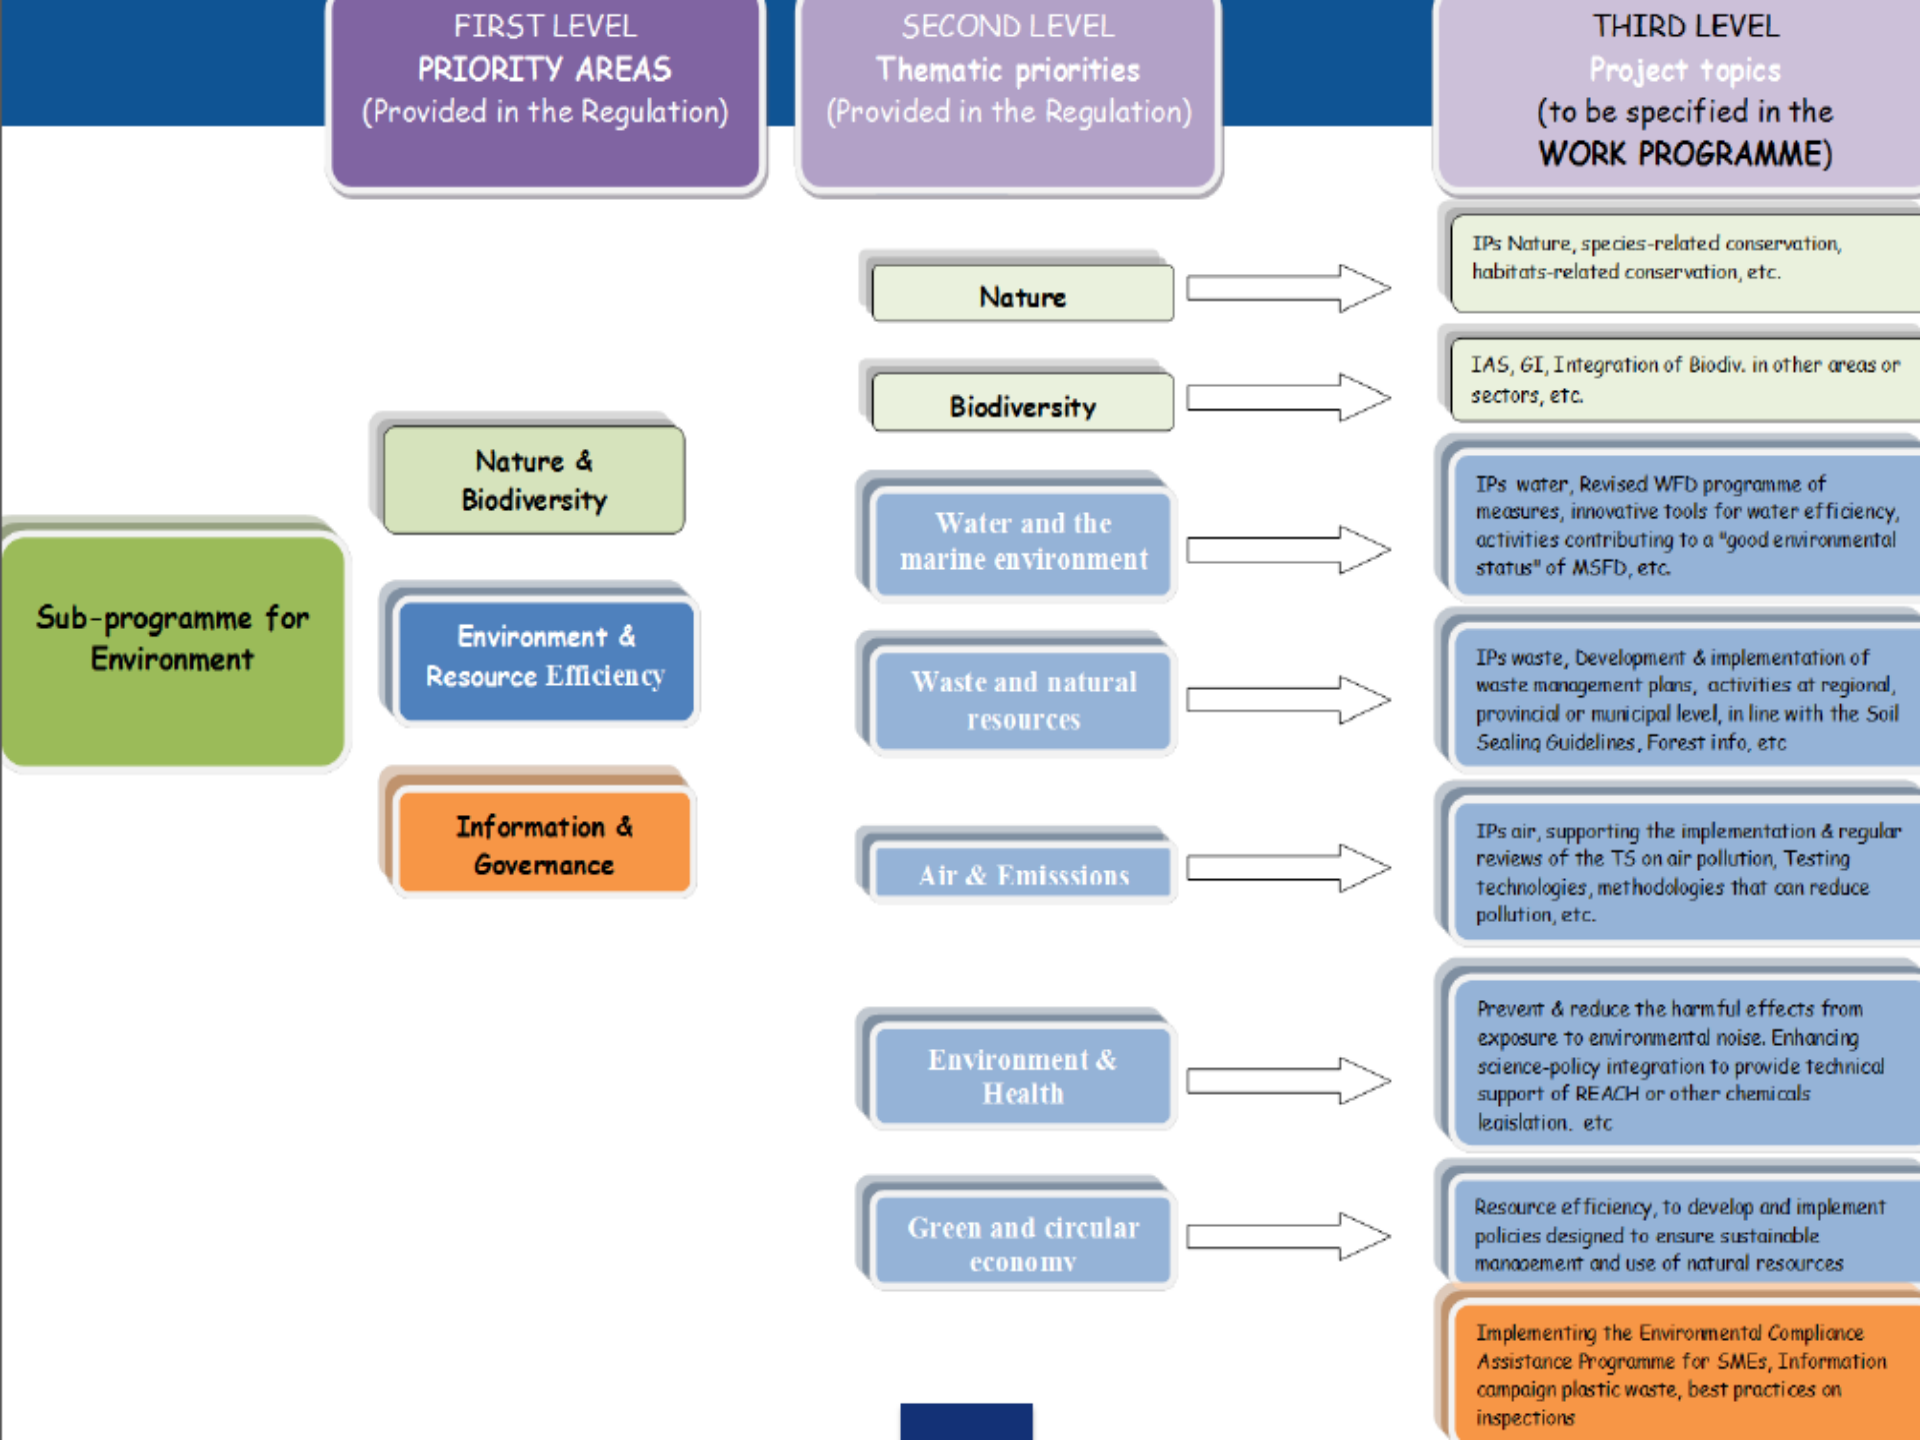 FIRST LEVEL
PRIORITY AREAS
(Provided in the Regulation)
SECOND LEVEL
Thematic priorities
(Provided in the Regulation)
THIRD LEVEL
Project topics
(to be specified in the
WORK PROGRAMME)
Sub-programme for
Environment
Nature &
Biodiversity
Environment &
Resource Efficiency
Information &
Governance
Nature
Biodiversity
Water and the
marine environment
Waste and natural
resources
Air & Emisssions
Environment &
Health
Green and circular
economy
IPs Nature, species-related conservation,
habitats-related conservation, etc.
IAS, GI, Integration of Biodiv. in other areas or
sectors, etc.
IPs water, Revised WFD programme of
measures, innovative tools for water efficiency,
activities contributing to a "good environmental
status" of MSFD, etc.
IPs waste, Development & implementation of
waste management plans, activities at regional,
provincial or municipal level, in line with the Soil
Sealing Guidelines, Forest info, etc
IPs air, supporting the implementation & regular
reviews of the TS on air pollution, Testing
technologies, methodologies that can reduce
pollution, etc.
Prevent & reduce the harmful effects from
exposure to environmental noise. Enhancing
science-policy integration to provide technical
support of REACH or other chemicals
legislation. etc
Resource efficiency, to develop and implement
policies designed to ensure sustainable
management and use of natural resources
Implementing the Environmental Compliance
Assistance Programme for SMEs, Information
campaign plastic waste, best practices on
inspections